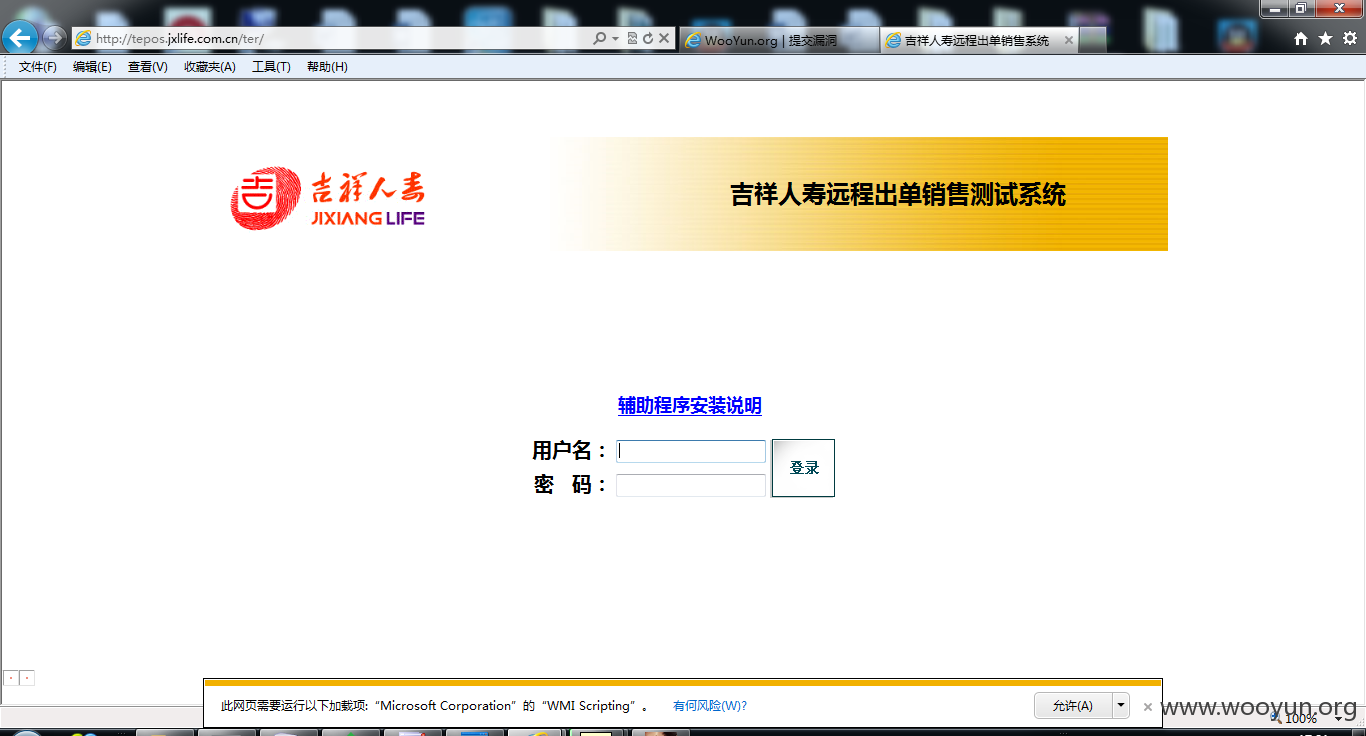 http://tepos.jxlife.com.cn/ter/
WooYun.org | 提交漏洞
吉祥人寿远程出单销售系统
文件(F) 编辑(E) 查看(V) 收藏夹(A) 工具(T) 帮助(H)
吉祥人寿
JIXIANG LIFE
吉祥人寿远程出单销售测试系统
辅助程序安装说明
用户名：
密 码：
登录
此网页需要运行以下加载项: “Microsoft Corporation”的“WMI Scripting”。 有何风险(W)? 允许(A)
www.wooyun.org
100%